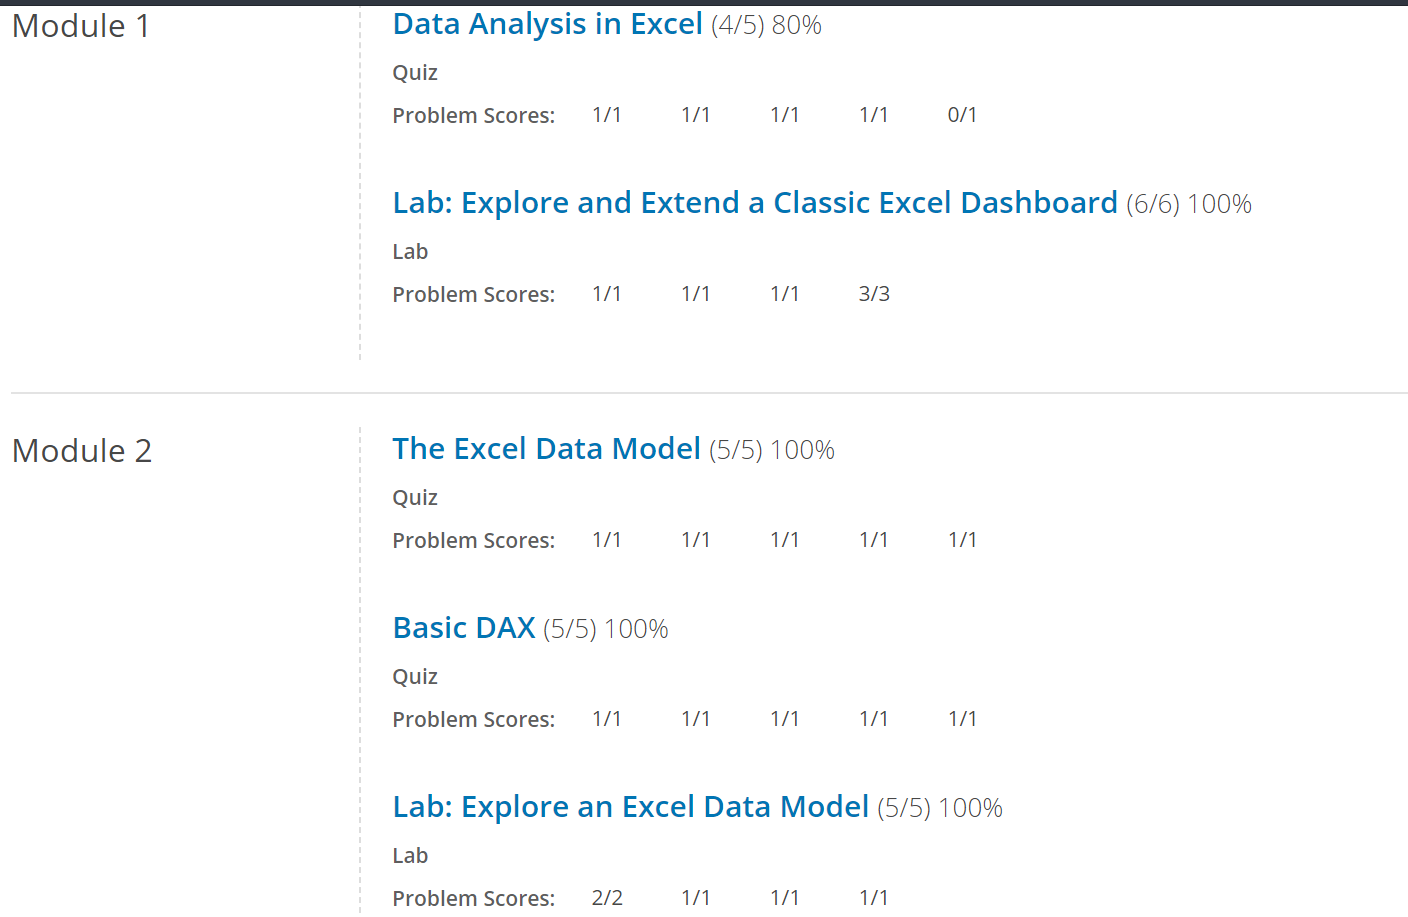 Module 1
Data Analysis in Excel (4/5) 80%
Quiz
Problem Scores: 1/1 1/1 1/1 1/1 0/1
Lab: Explore and Extend a Classic Excel Dashboard (6/6) 100%
Lab
Problem Scores: 1/1 1/1 1/1 3/3
Module 2
The Excel Data Model (5/5) 100%
Quiz
Problem Scores: 1/1 1/1 1/1 1/1 1/1
Basic DAX (5/5) 100%
Quiz
Problem Scores: 1/1 1/1 1/1 1/1 1/1
Lab: Explore an Excel Data Model (5/5) 100%
Lab
Problem Scores: 2/2 1/1 1/1 1/1